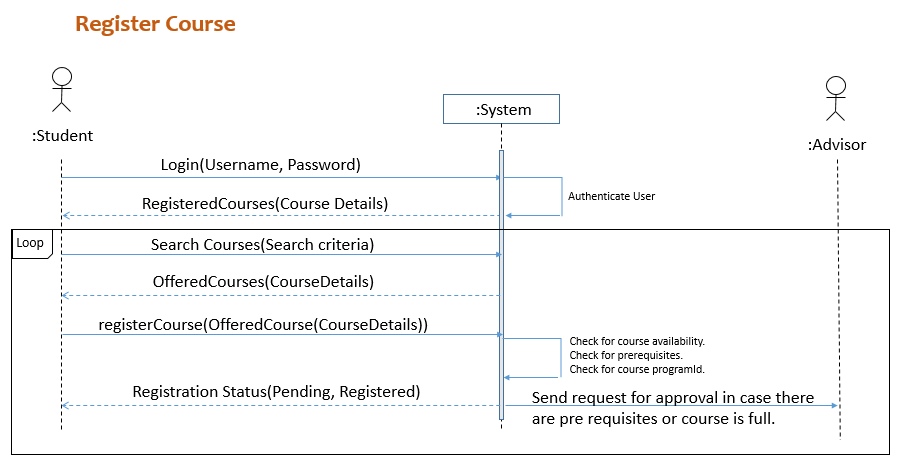 Register Course
:Student
:System
:Advisor
Login(Username, Password)
Authenticate User
RegisteredCourses(Course Details)
Loop
Search Courses(Search criteria)
OfferedCourses(CourseDetails)
registerCourse(OfferedCourse(CourseDetails))
Check for course availability.
Check for prerequisites.
Check for course programId.
Registration Status(Pending, Registered)
Send request for approval in case there
are pre requisites or course is full.